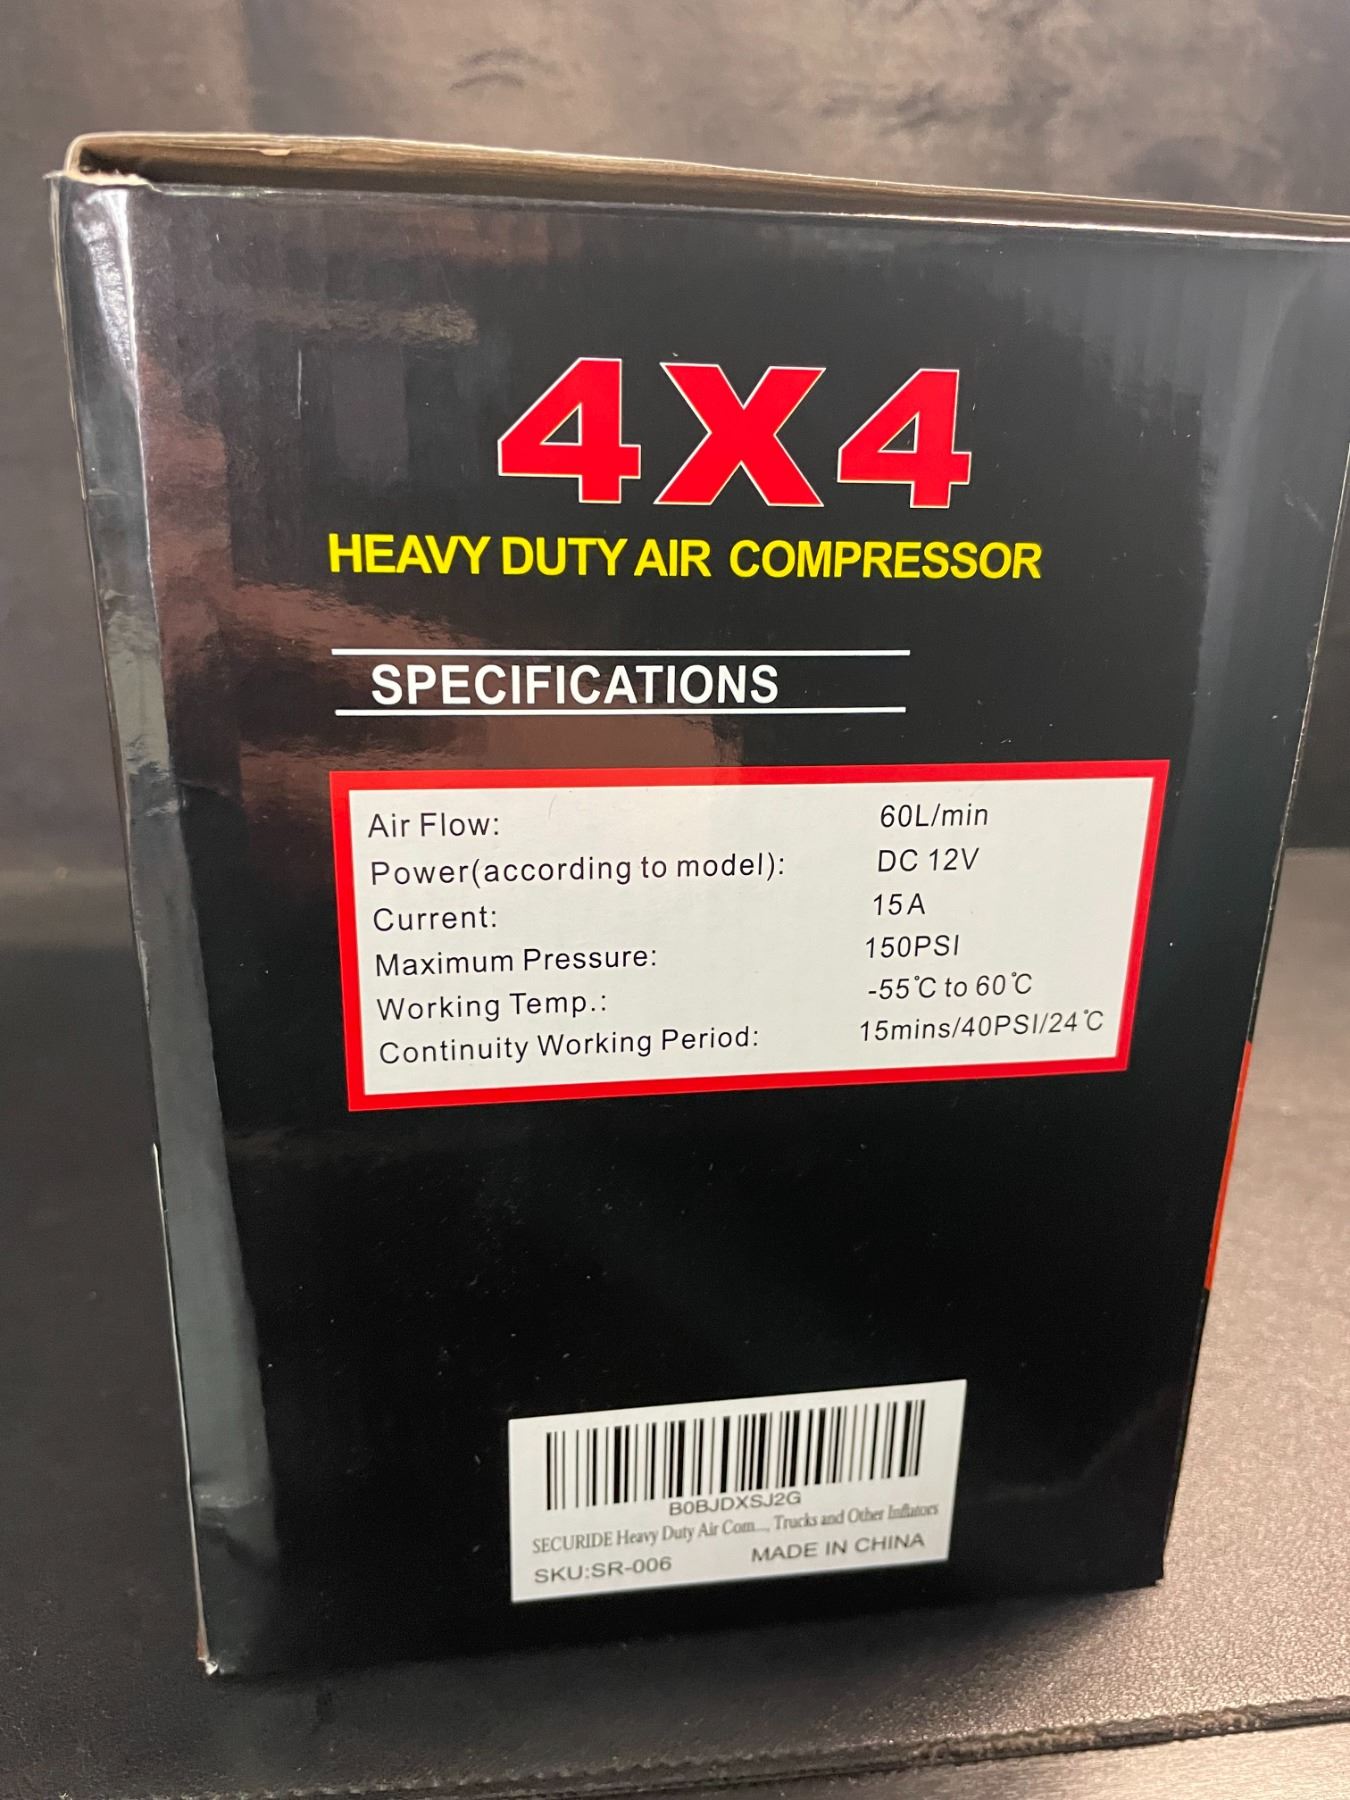 4X4
HEAVY DUTY AIR COMPRESSOR
SPECIFICATIONS
Air Flow: 60L/min
Power(according to model): DC 12V
Current: 15A
Maximum Pressure: 150PSI
Working Temp.: -55℃ to 60℃
Continuity Working Period: 15mins/40PSI/24℃
B0BJDXSJ2G
SECURIDE Heavy Duty Air Com..., Trucks and Other Inflators
SKU:SR-006 MADE IN CHINA